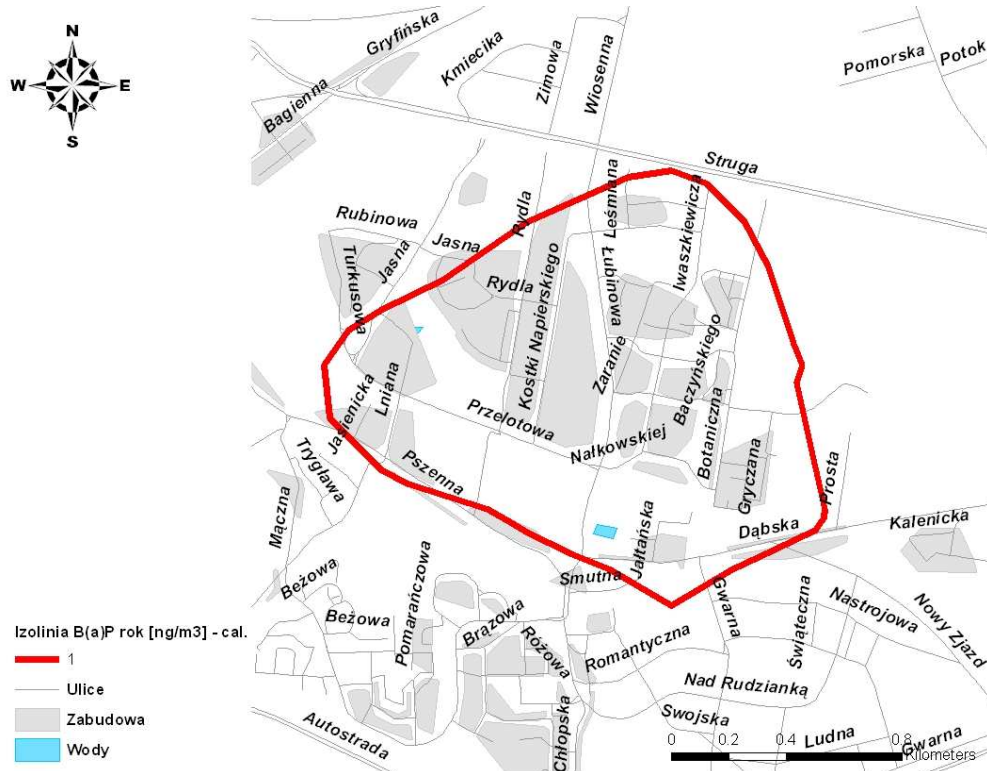 N
W E
S
Gryfińska
Kmiecika
Zimowa
Wiosenna
Pomorska
Potok
Bagienna
Struga
Rubinowa
Jasna
Jasna
Turkusowa
Rydla
Rydla
Leśmiana
Łubinowa
Iwaszkiewicza
Kostki Napierskiego
Zaranie
Baczyńskiego
Botaniczna
Jasienicka
Lniana
Przelotowa
Nałkowskiej
Gryczana
Prosta
Trygława
Pszenna
Mączna
Jałtańska
Dąbska
Kalenicka
Smutna
Beżowa
Beżowa
Pomarańczowa
Brązowa
Różowa
Gwarna
Świąteczna
Nastrojowa
Nowy Zjazd
Romantyczna
Nad Rudzianką
Swojska
Chłopska
Autostrada
Ludna
Gwarna
Izolinia B(a)P rok [ng/m3] - cal.
1
Ulice
Zabudowa
Wody
0 0.2 0.4 0.8
Kilometers